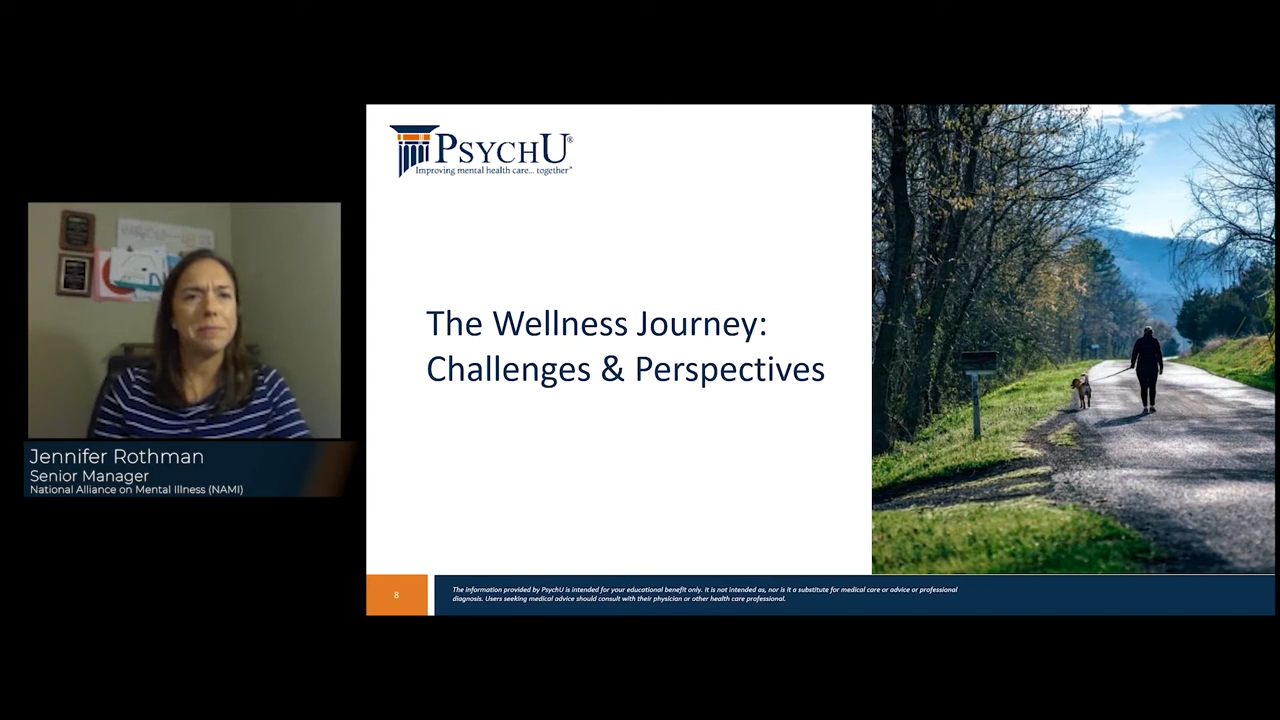 PSYCHU®
Improving mental health care... together™
The Wellness Journey:
Challenges & Perspectives
Jennifer Rothman
Senior Manager
National Alliance on Mental Illness (NAMI)
8
The information provided by PsychU is intended for your educational benefit only. It is not intended as, nor is it a substitute for medical care or advice or professional
diagnosis. Users seeking medical advice should consult with their physician or other health care professional.